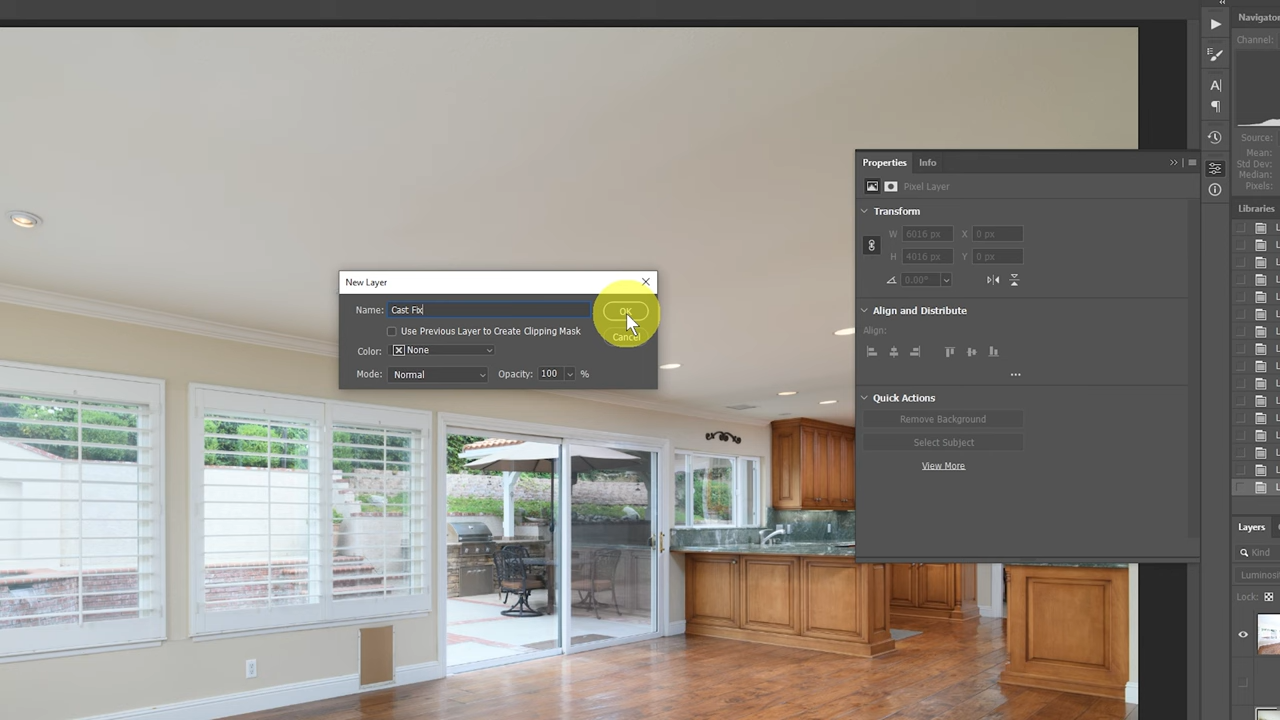 Navigator
Channel:
Source:
Mean:
Std Dev:
Median:
Pixels:
Libraries
Properties
Info
Pixel Layer
Transform
W 6016 px X 0 px
H 4016 px Y 0 px
0.00°
Align and Distribute
Align:
Quick Actions
Remove Background
Select Subject
View More
New Layer
Name: Cast Fix
OK
Use Previous Layer to Create Clipping Mask
Cancel
Color: None
Mode: Normal Opacity: 100 %
Layers
Kind
Luminosi
Lock: